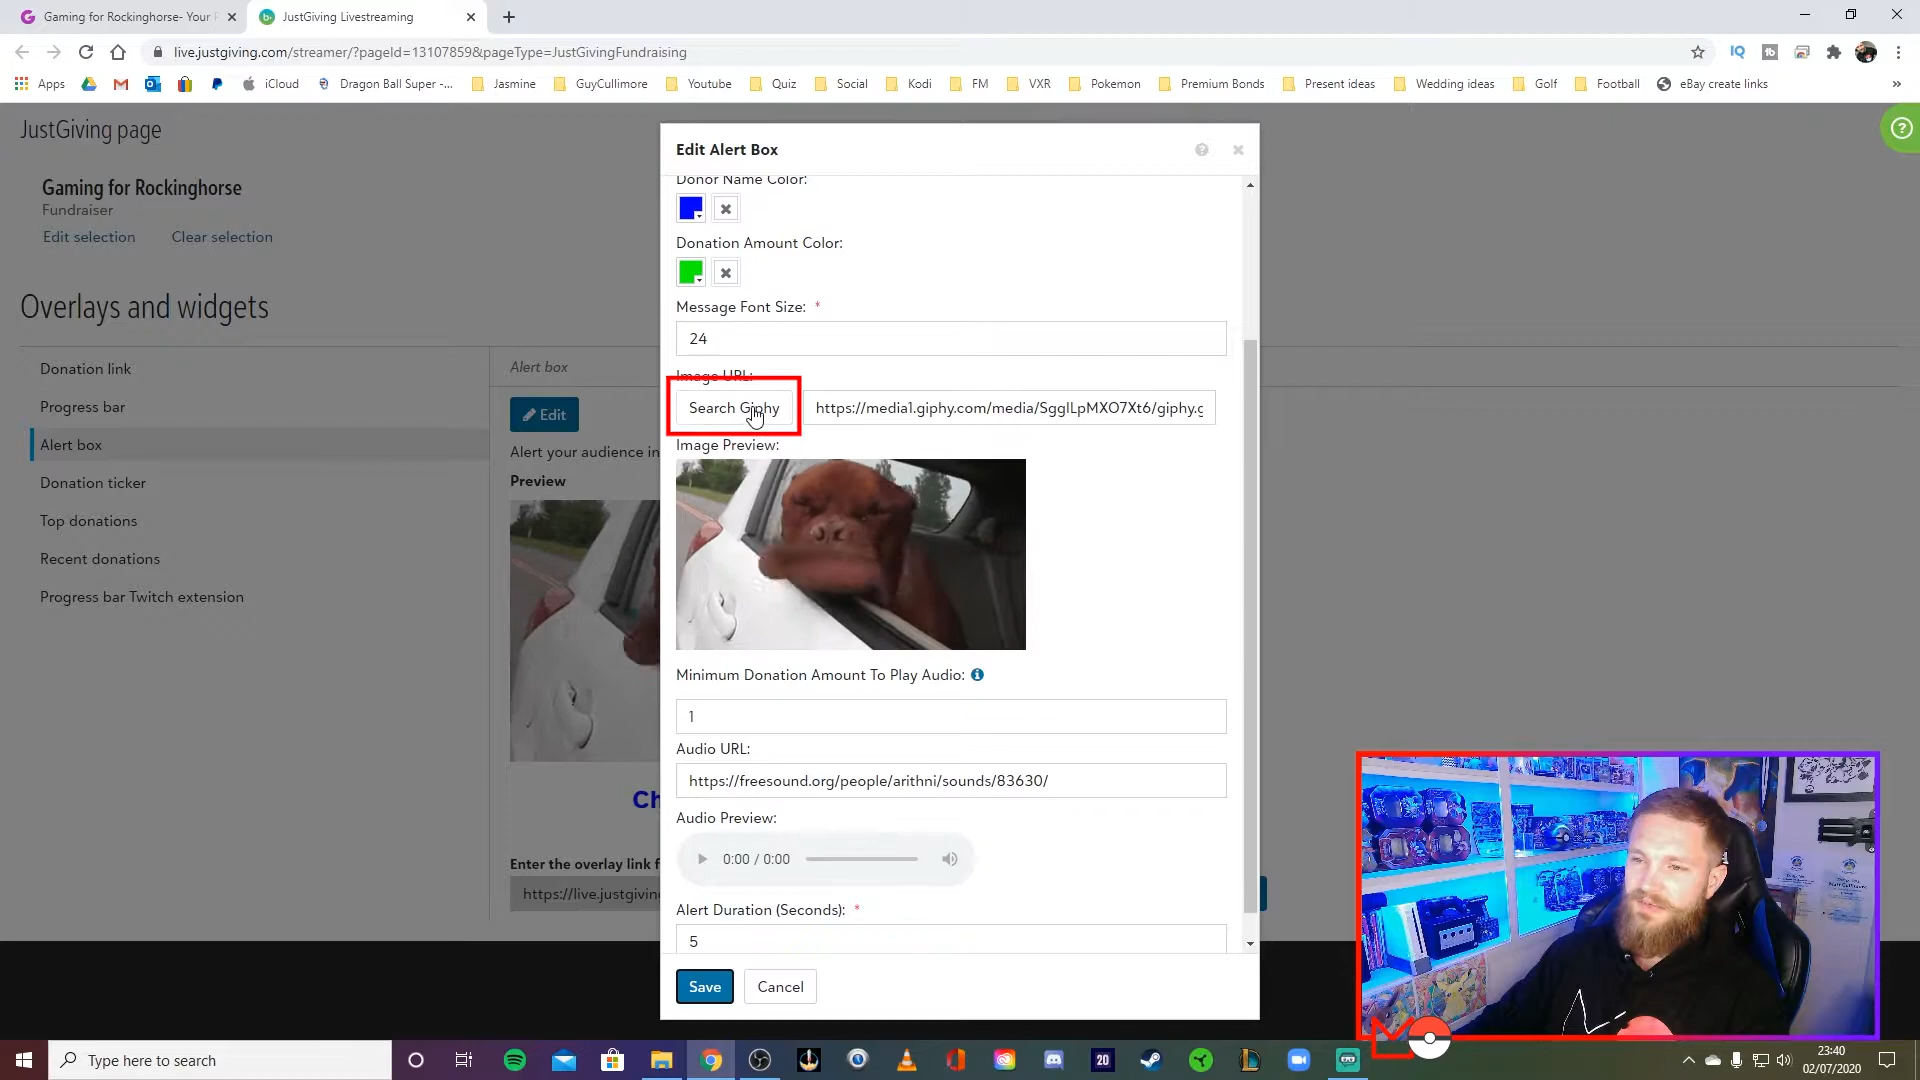 Gaming for Rockinghorse- Your F
JustGiving Livestreaming
live.justgiving.com/streamer/?pageId=13107859&pageType=JustGivingFundraising
Apps
iCloud
Dragon Ball Super -...
Jasmine
GuyCullimore
Youtube
Quiz
Social
Kodi
FM
VXR
Pokemon
Premium Bonds
Present ideas
Wedding ideas
Golf
Football
eBay create links
»
JustGiving page
Gaming for Rockinghorse
Fundraiser
Edit selection
Clear selection
Overlays and widgets
Donation link
Progress bar
Alert box
Donation ticker
Top donations
Recent donations
Progress bar Twitch extension
Alert box
Edit
Alert your audience in
Preview
Ch
Enter the overlay link f
https://live.justgiving
Edit Alert Box
Donor Name Color:
Donation Amount Color:
Message Font Size: *
24
Image URL:
Search Giphy
https://media1.giphy.com/media/SggILpMXO7Xt6/giphy.g
Image Preview:
Minimum Donation Amount To Play Audio:
1
Audio URL:
https://freesound.org/people/arithni/sounds/83630/
Audio Preview:
0:00 / 0:00
Alert Duration (Seconds): *
5
Save
Cancel
Type here to search
20
23:40
02/07/2020